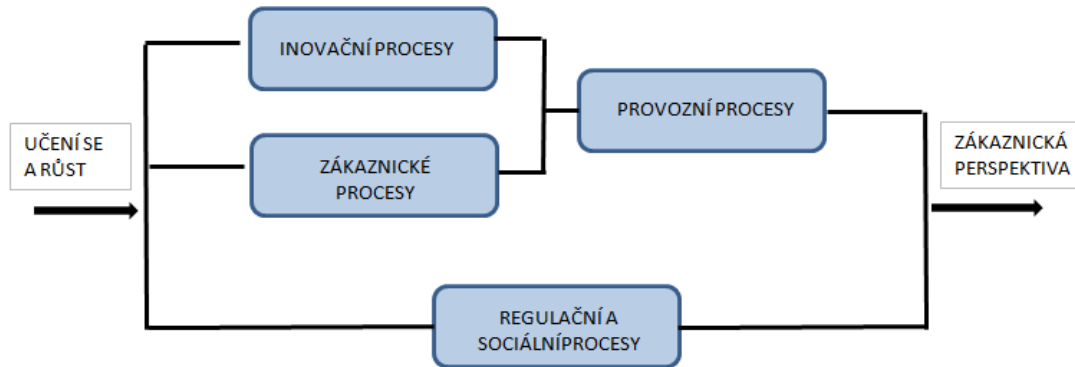 INOVAČNÍ PROCESY
PROVOZNÍ PROCESY
UČENÍ SE
A RŮST
ZÁKAZNICKÉ
PROCESY
ZÁKAZNICKÁ
PERSPEKTIVA
REGULAČNÍ A
SOCIÁLNÍPROCESY